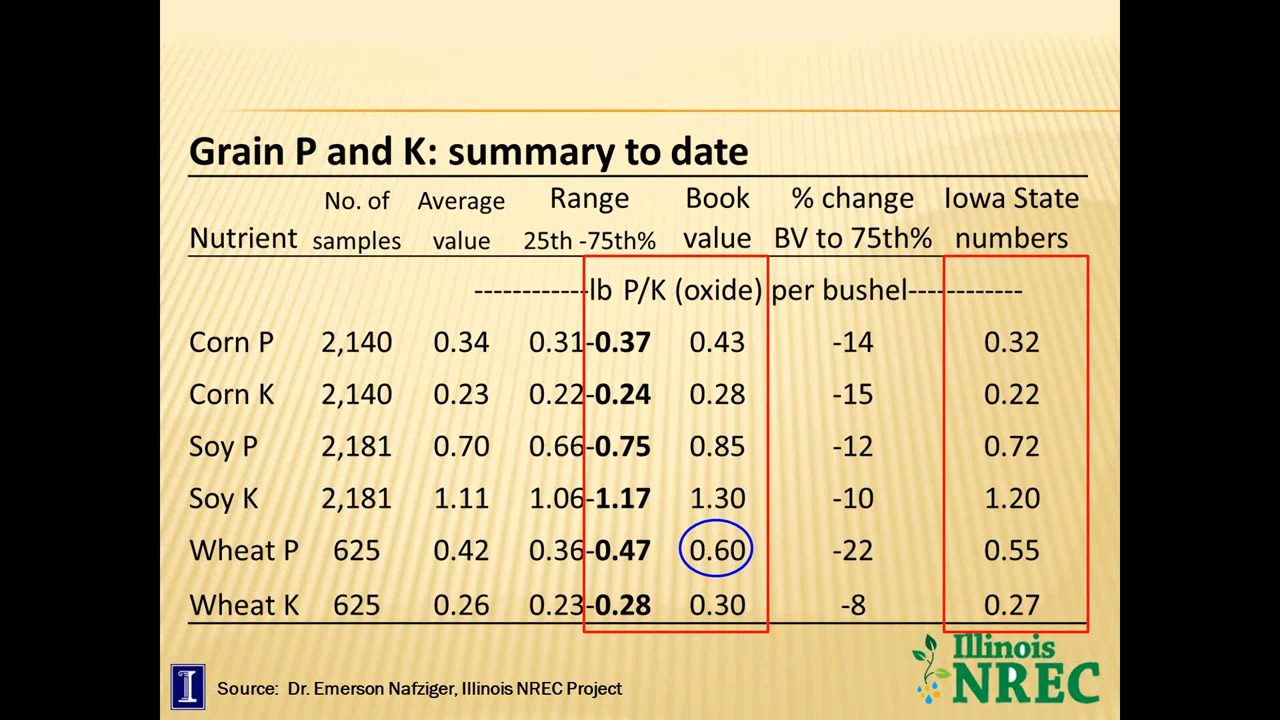 Grain P and K: summary to date
Nutrient No. of samples Average value Range 25th -75th% Book value % change BV to 75th% Iowa State numbers
------------lb P/K (oxide) per bushel------------
Corn P 2,140 0.34 0.31-0.37 0.43 -14 0.32
Corn K 2,140 0.23 0.22-0.24 0.28 -15 0.22
Soy P 2,181 0.70 0.66-0.75 0.85 -12 0.72
Soy K 2,181 1.11 1.06-1.17 1.30 -10 1.20
Wheat P 625 0.42 0.36-0.47 0.60 -22 0.55
Wheat K 625 0.26 0.23-0.28 0.30 -8 0.27
Illinois
NREC
I
Source: Dr. Emerson Nafziger, Illinois NREC Project